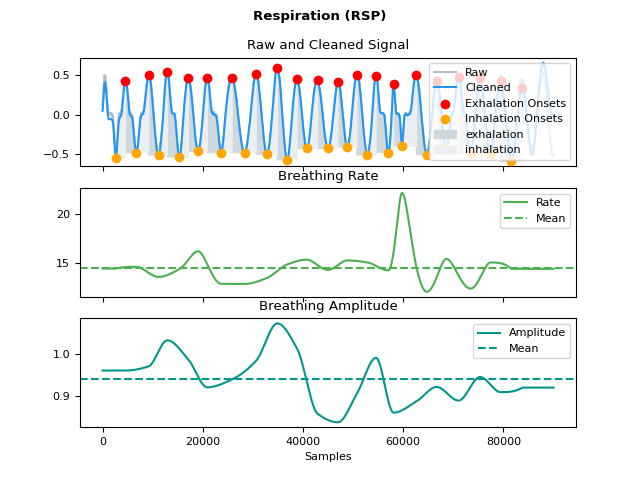 Respiration (RSP)
Raw and Cleaned Signal
0.5
0.0
−0.5
Raw
Cleaned
Exhalation Onsets
Inhalation Onsets
exhalation
inhalation
Breathing Rate
20
15
Rate
Mean
Breathing Amplitude
1.0
0.9
Amplitude
Mean
0 20000 40000 60000 80000
Samples